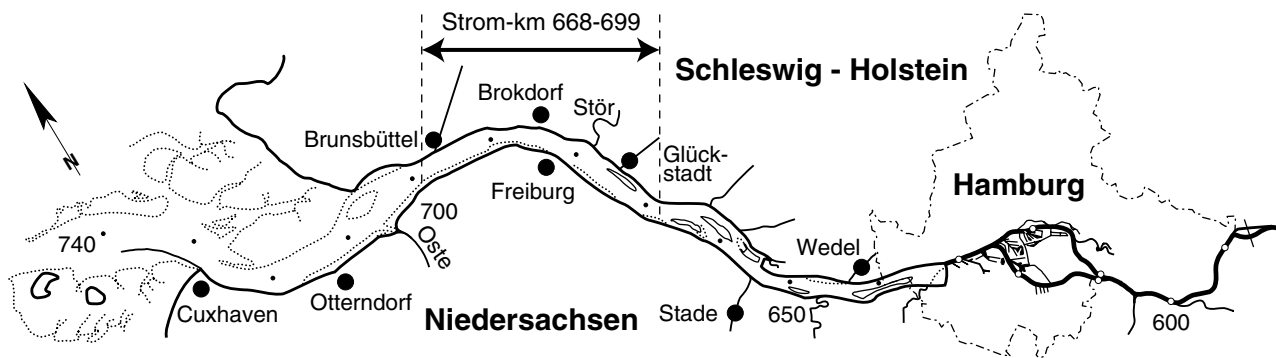 Strom-km 668-699
Schleswig - Holstein
Brokdorf
Stör
Brunsbüttel
Glück-
stadt
N
Freiburg
Hamburg
700
Oste
740
Wedel
Cuxhaven
Otterndorf
Niedersachsen
Stade
650
600